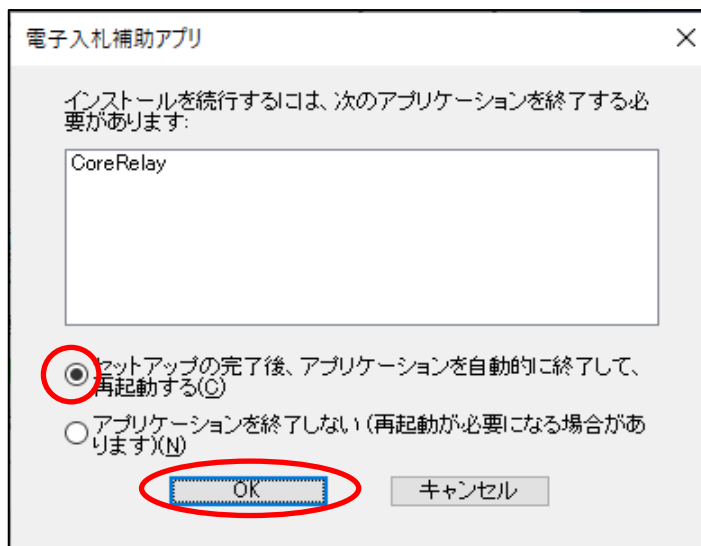 電子入札補助アプリ
インストールを続行するには、次のアプリケーションを終了する必
要があります:
CoreRelay
セットアップの完了後、アプリケーションを自動的に終了して、
再起動する(C)
アプリケーションを終了しない (再起動が必要になる場合があ
ります)(N)
OK
キャンセル